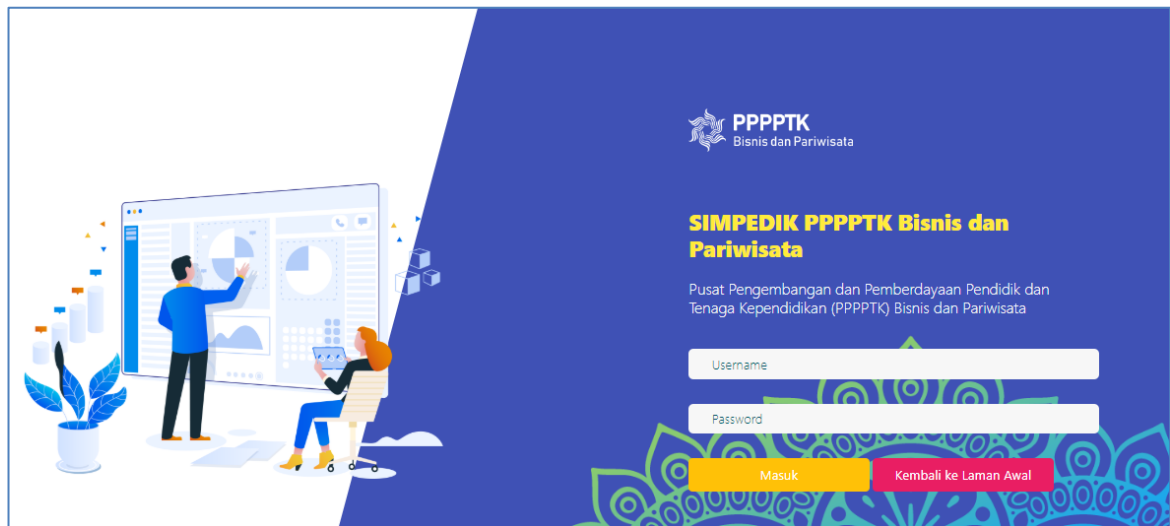 PPPPTK
Bisnis dan Pariwisata
SIMPEDIK PPPPTK Bisnis dan
Pariwisata
Pusat Pengembangan dan Pemberdayaan Pendidik dan
Tenaga Kependidikan (PPPPTK) Bisnis dan Pariwisata
Username
Password
Masuk
Kembali ke Laman Awal